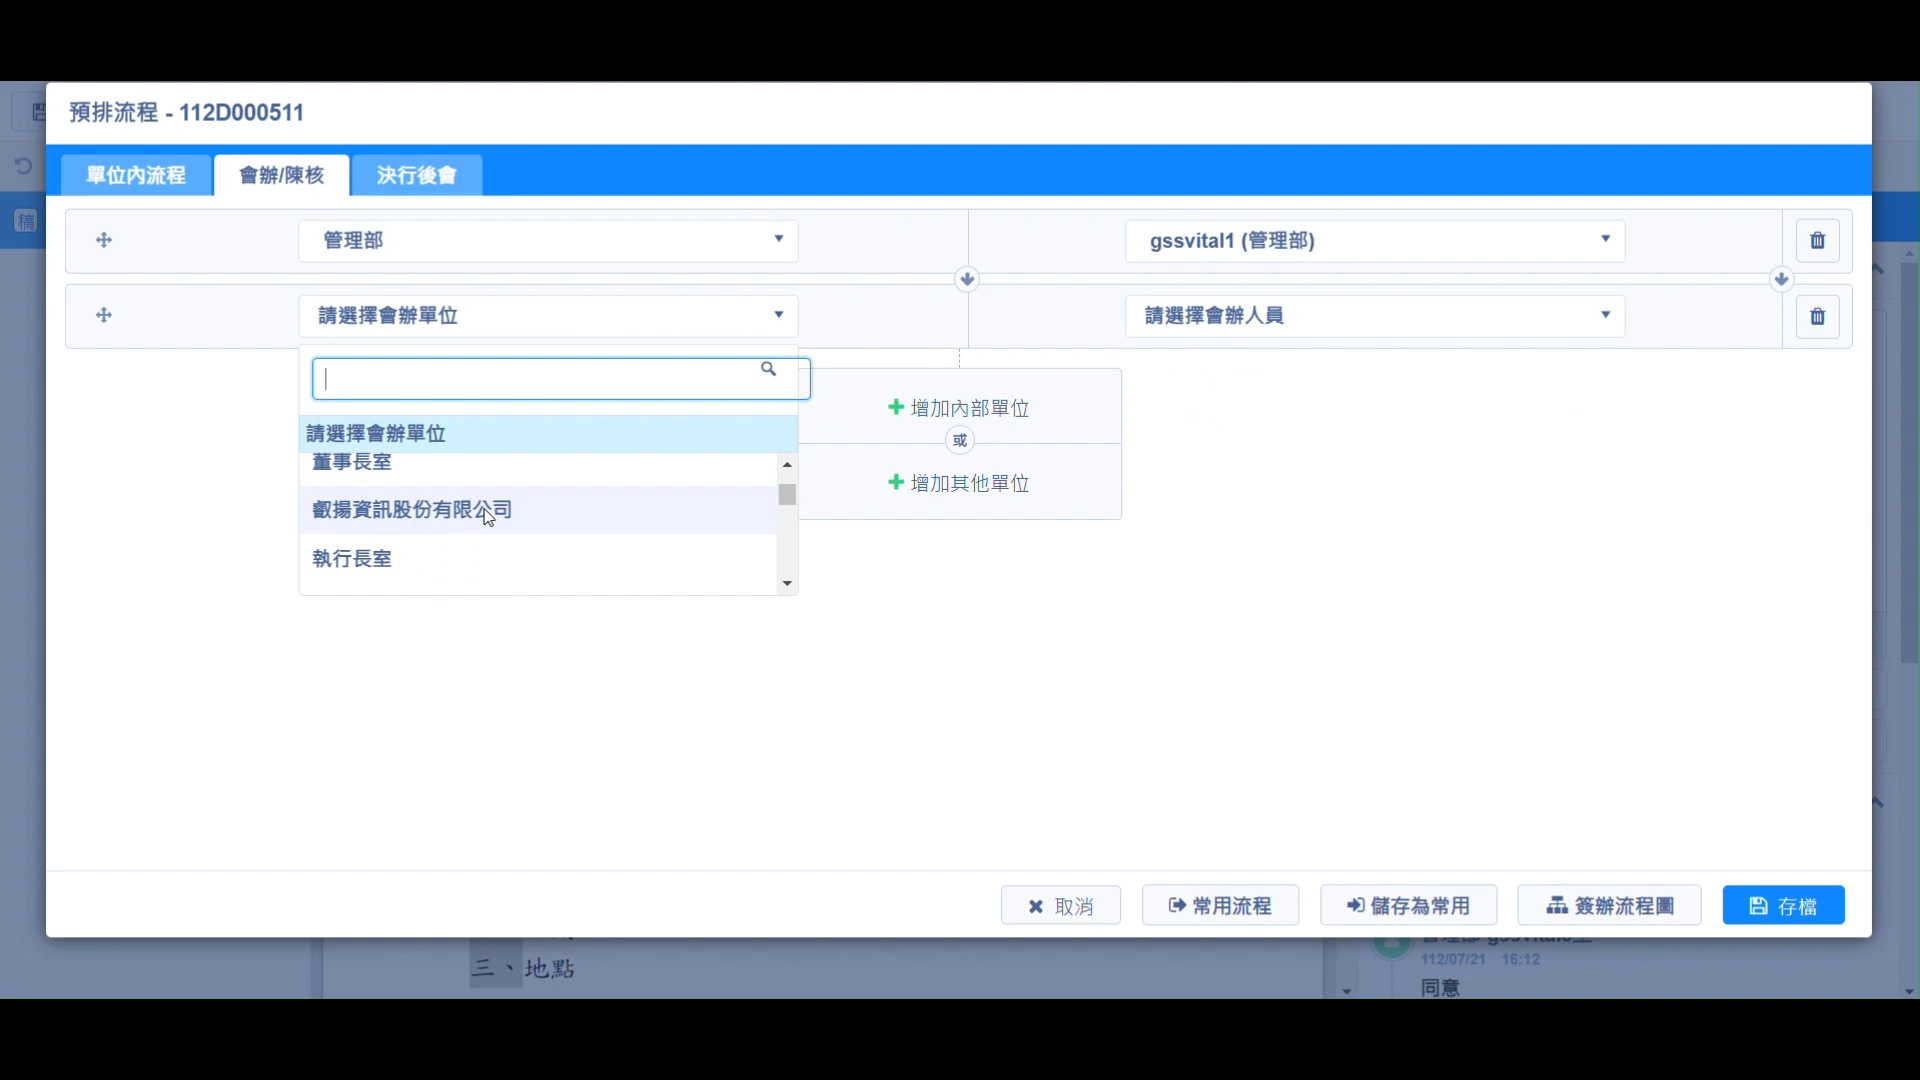 預排流程 - 112D000511
單位內流程
會辦/陳核
決行後會
稿
管理部
gssvital1 (管理部)
請選擇會辦單位
請選擇會辦人員
請選擇會辦單位
董事長室
叡揚資訊股份有限公司
執行長室
增加內部單位
或
增加其他單位
取消
常用流程
儲存為常用
簽辦流程圖
存檔
三、地點
112/07/21 16:12
同意